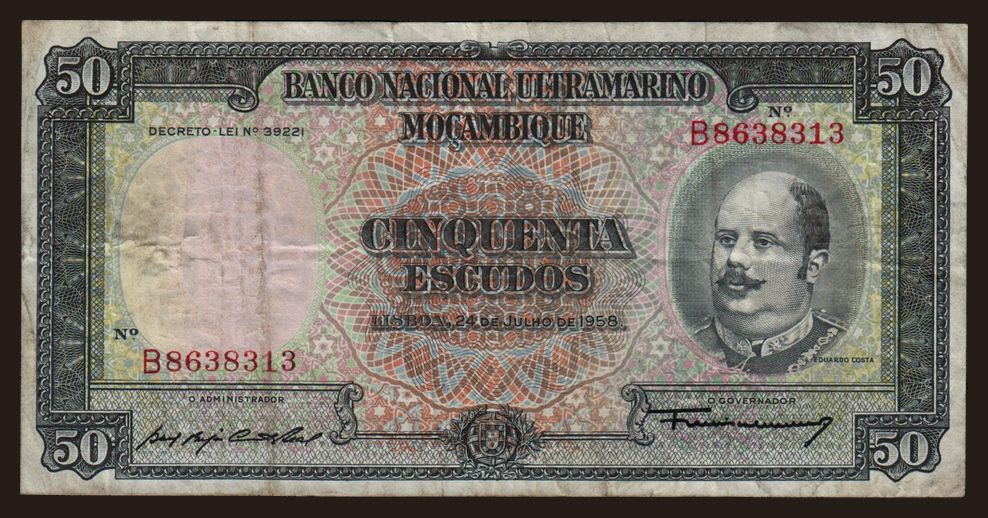 50 50
BANCO NACIONAL ULTRAMARINO
MOÇAMBIQUE
DECRETO-LEI Nº 39221
Nº
B8638313
CINQUENTA
ESCUDOS
LISBOA, 24 DE JULHO DE 1958.
Nº
B8638313
EDUARDO COSTA
O ADMINISTRADOR
O GOVERNADOR
50 50